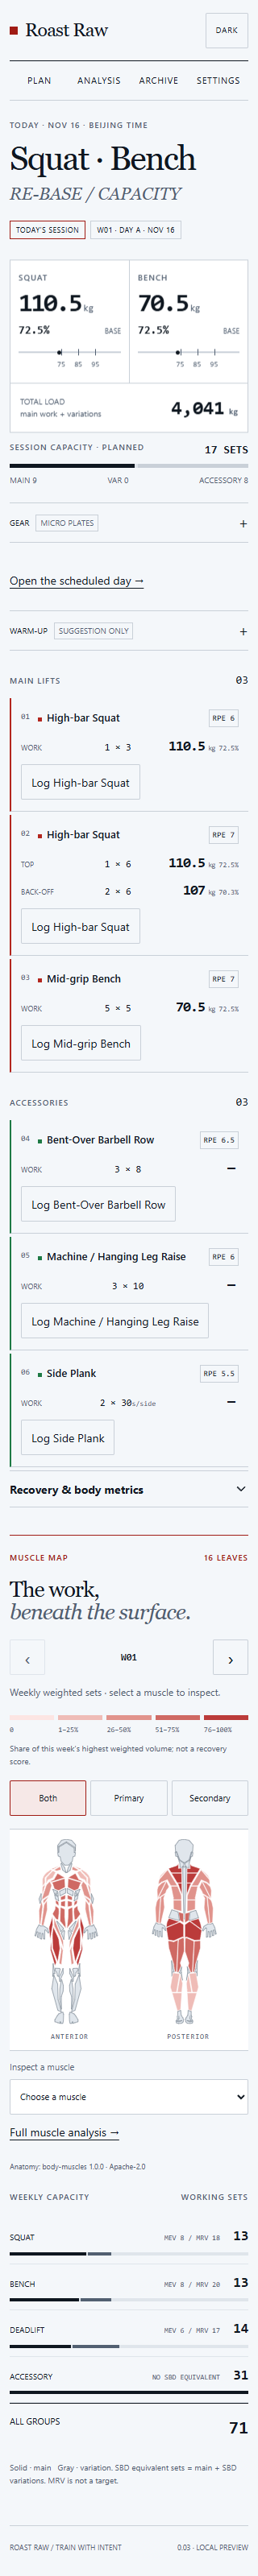 Roast Raw
DARK
PLAN ANALYSIS ARCHIVE SETTINGS
TODAY · NOV 16 · BEIJING TIME
Squat · Bench
RE-BASE / CAPACITY
TODAY'S SESSION W01 · DAY A · NOV 16
SQUAT BENCH
110.5 kg 70.5 kg
72.5% BASE 72.5% BASE
75 85 95 75 85 95
TOTAL LOAD
main work + variations
4,041 kg
SESSION CAPACITY · PLANNED 17 SETS
MAIN 9 VAR 0 ACCESSORY 8
GEAR MICRO PLATES +
Open the scheduled day →
WARM-UP SUGGESTION ONLY +
MAIN LIFTS 03
01 High-bar Squat RPE 6
WORK 1 × 3 110.5 kg 72.5%
Log High-bar Squat
02 High-bar Squat RPE 7
TOP 1 × 6 110.5 kg 72.5%
BACK-OFF 2 × 6 107 kg 70.3%
Log High-bar Squat
03 Mid-grip Bench RPE 7
WORK 5 × 5 70.5 kg 72.5%
Log Mid-grip Bench
ACCESSORIES 03
04 Bent-Over Barbell Row RPE 6.5
WORK 3 × 8 —
Log Bent-Over Barbell Row
05 Machine / Hanging Leg Raise RPE 6
WORK 3 × 10 —
Log Machine / Hanging Leg Raise
06 Side Plank RPE 5.5
WORK 2 × 30s/side —
Log Side Plank
Recovery & body metrics
MUSCLE MAP 16 LEAVES
The work,
beneath the surface.
‹ W01 ›
Weekly weighted sets · select a muscle to inspect.
0 1–25% 26–50% 51–75% 76–100%
Share of this week's highest weighted volume; not a recovery
score.
Both Primary Secondary
ANTERIOR POSTERIOR
Inspect a muscle
Choose a muscle
Full muscle analysis →
Anatomy: body-muscles 1.0.0 · Apache-2.0
WEEKLY CAPACITY WORKING SETS
SQUAT MEV 8 / MRV 18 13
BENCH MEV 8 / MRV 20 13
DEADLIFT MEV 6 / MRV 17 14
ACCESSORY NO SBD EQUIVALENT 31
ALL GROUPS 71
Solid · main Gray · variation. SBD equivalent sets = main + SBD
variations. MRV is not a target.
ROAST RAW / TRAIN WITH INTENT 0.03 · LOCAL PREVIEW